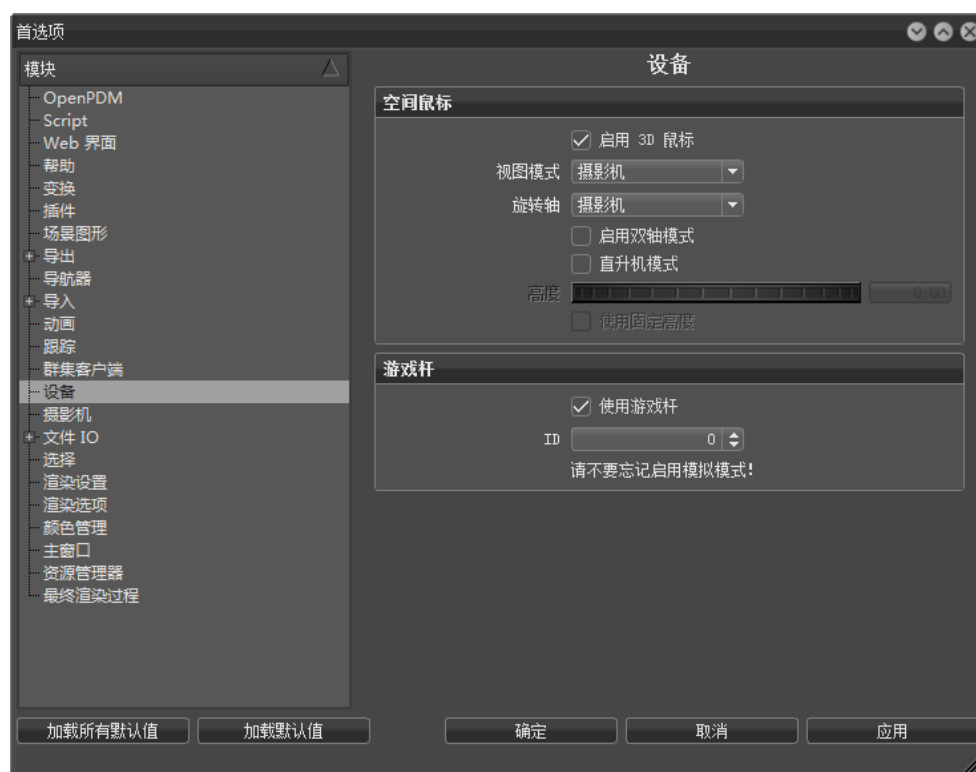 首选项
模块
OpenPDM
Script
Web 界面
帮助
变换
插件
场景图形
导出
导航器
导入
动画
跟踪
群集客户端
设备
摄影机
文件 IO
选择
渲染设置
渲染选项
颜色管理
主窗口
资源管理器
最终渲染过程
设备
空间鼠标
启用 3D 鼠标
视图模式 摄影机
旋转轴 摄影机
启用双轴模式
直升机模式
高度 0.00
使用固定高度
游戏杆
使用游戏杆
ID 0
请不要忘记启用模拟模式!
加载所有默认值 加载默认值 确定 取消 应用